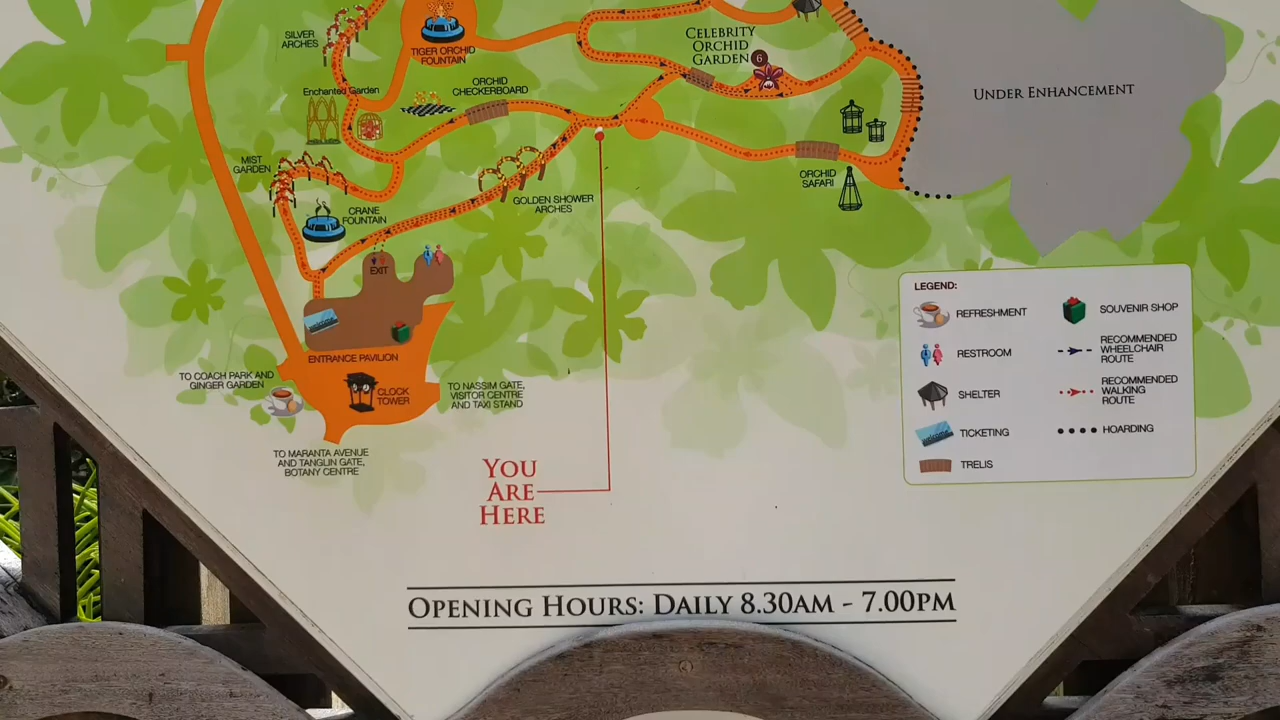 SILVER
ARCHES
TIGER ORCHID
FOUNTAIN
CELEBRITY
ORCHID
GARDEN
6
Enchanted Garden
ORCHID
CHECKERBOARD
UNDER ENHANCEMENT
MIST
GARDEN
ORCHID
SAFARI
GOLDEN SHOWER
ARCHES
CRANE
FOUNTAIN
EXIT
ENTRANCE PAVILION
TO COACH PARK AND
GINGER GARDEN
CLOCK
TOWER
TO NASSIM GATE,
VISITOR CENTRE
AND TAXI STAND
TO MARANTA AVENUE
AND TANGLIN GATE,
BOTANY CENTRE
YOU
ARE
HERE
LEGEND:
REFRESHMENT
RESTROOM
SHELTER
TICKETING
TRELIS
SOUVENIR SHOP
RECOMMENDED
WHEELCHAIR
ROUTE
RECOMMENDED
WALKING
ROUTE
HOARDING
OPENING HOURS: DAILY 8.30AM - 7.00PM